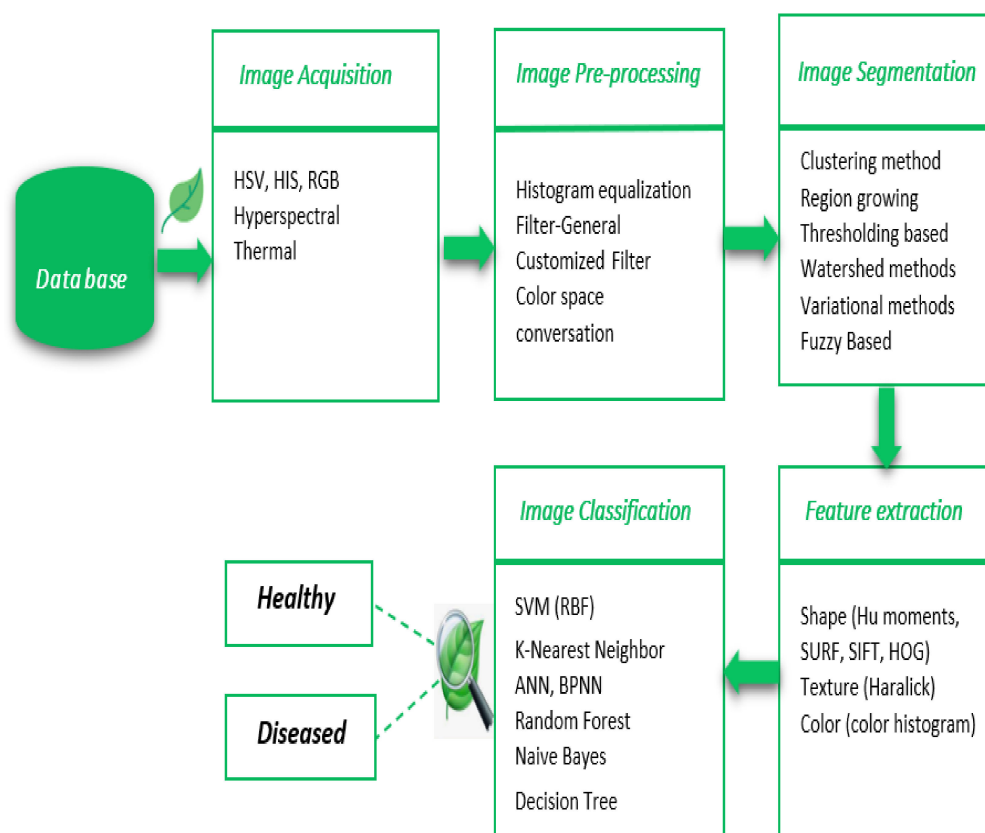 Database
Image Acquisition
HSV, HIS, RGB
Hyperspectral
Thermal
Image Pre-processing
Histogram equalization
Filter-General
Customized Filter
Color space
conversation
Image Segmentation
Clustering method
Region growing
Thresholding based
Watershed methods
Variational methods
Fuzzy Based
Feature extraction
Shape (Hu moments,
SURF, SIFT, HOG)
Texture (Haralick)
Color (color histogram)
Image Classification
SVM (RBF)
K-Nearest Neighbor
ANN, BPNN
Random Forest
Naive Bayes
Decision Tree
Healthy
Diseased